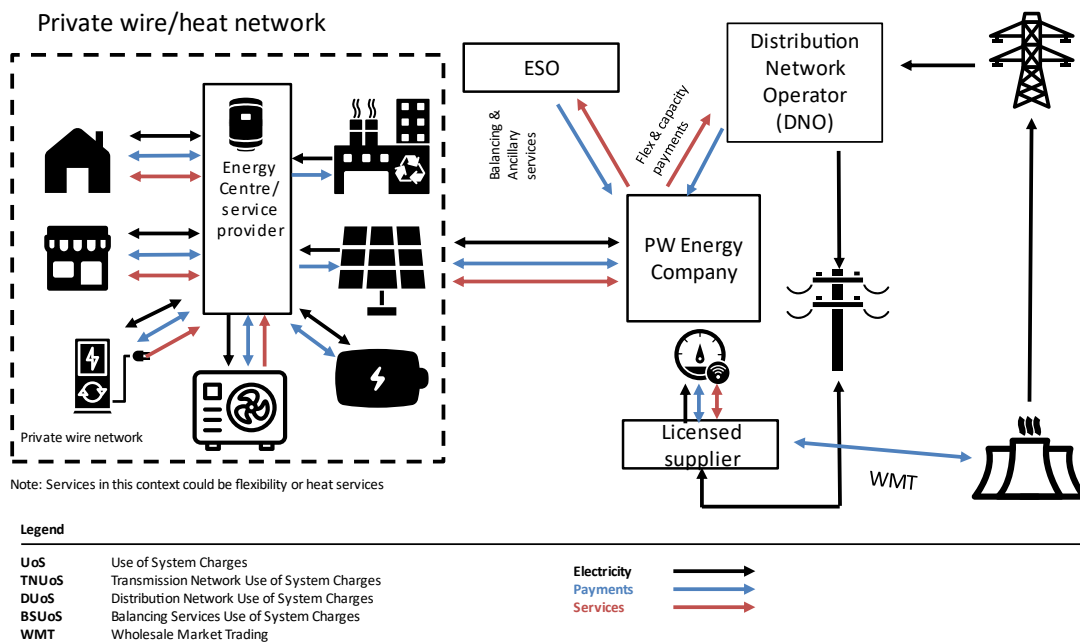 Private wire/heat network
ESO
Distribution
Network
Operator
(DNO)
Balancing &
Ancillary
services
Flex & capacity
payments
Energy
Centre/
service
provider
PW Energy
Company
Licensed
supplier
WMT
Private wire network
Note: Services in this context could be flexibility or heat services
Legend
UoS Use of System Charges
TNUoS Transmission Network Use of System Charges
DUoS Distribution Network Use of System Charges
BSUoS Balancing Services Use of System Charges
WMT Wholesale Market Trading
Electricity
Payments
Services